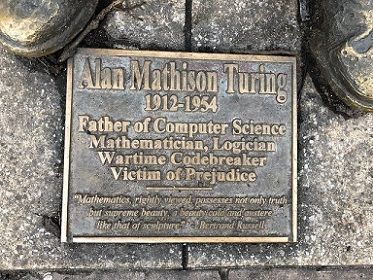 Alan Mathison Turing
1912-1954
Father of Computer Science
Mathematician, Logician
Wartime Codebreaker
Victim of Prejudice
"Mathematics, rightly viewed, possesses not only truth
but supreme beauty, a beauty cold and austere
like that of sculpture." - Bertrand Russell